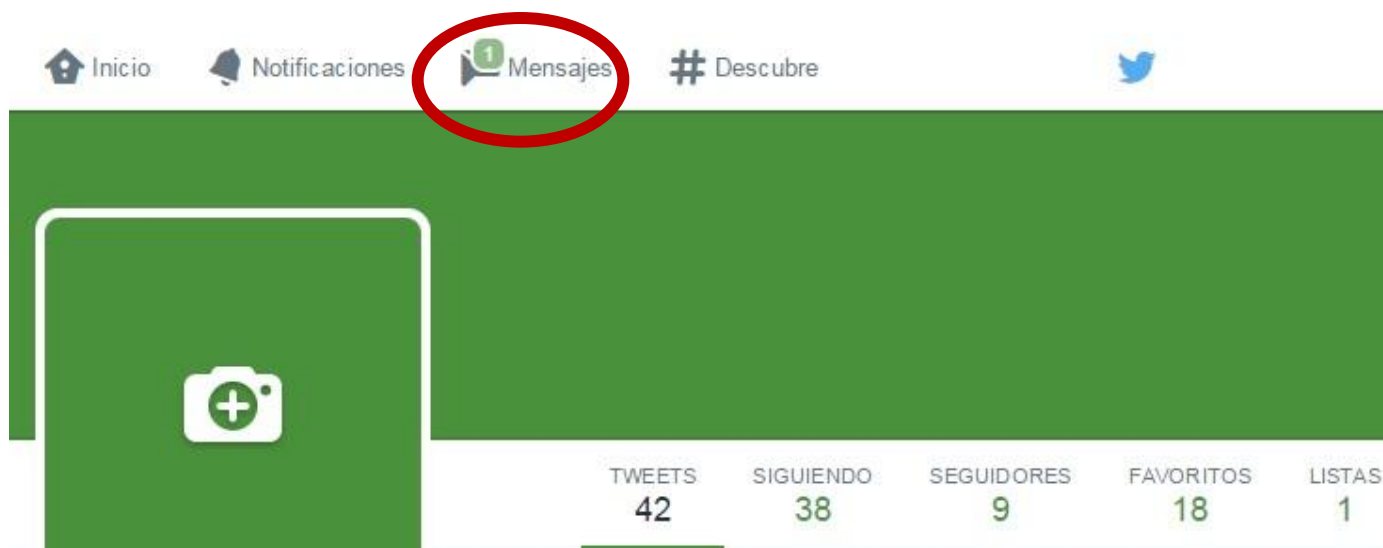 Inicio Notificaciones 1 Mensajes # Descubre
TWEETS SIGUIENDO SEGUIDORES FAVORITOS LISTAS
42 38 9 18 1